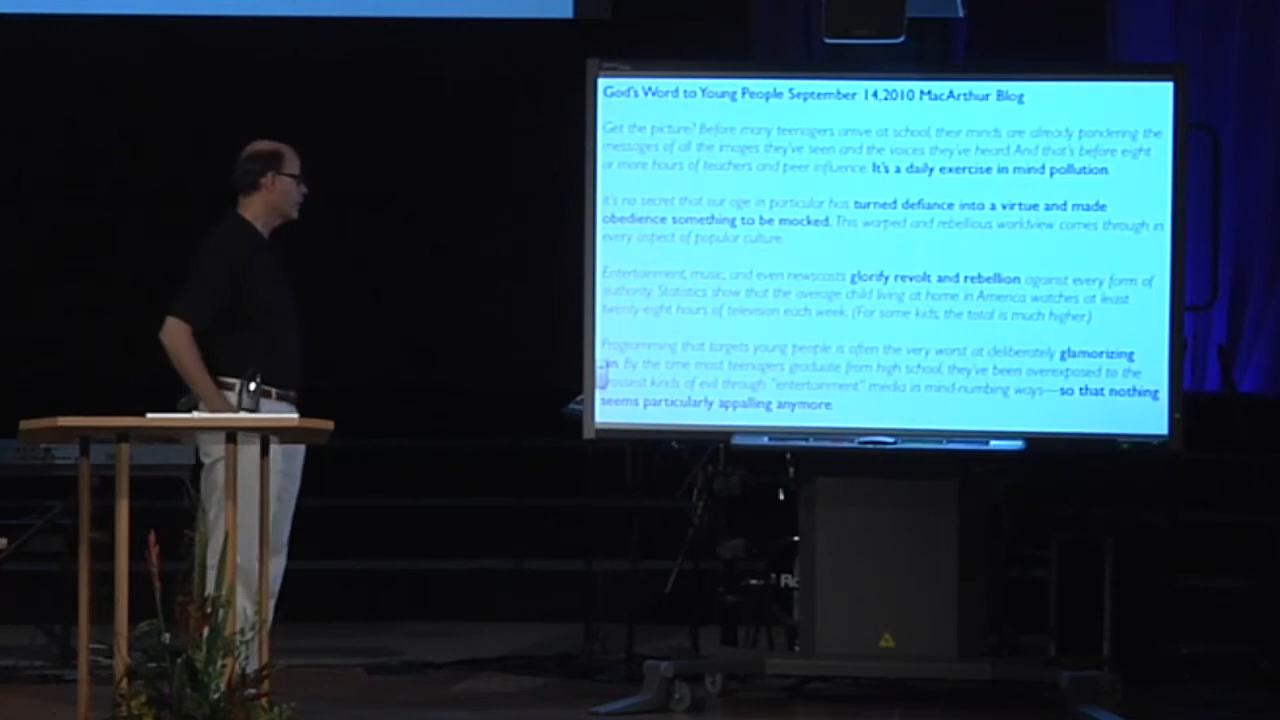 God's Word to Young People September 14,2010 MacArthur Blog
Get the picture? Before many teenagers arrive at school, their minds are already pondering the
messages of all the images they've seen and the voices they've heard. And that's before eight
or more hours of teachers and peer influence. It's a daily exercise in mind pollution.
It's no secret that our age in particular has turned defiance into a virtue and made
obedience something to be mocked. This warped and rebellious worldview comes through in
every aspect of popular culture.
Entertainment, music, and even newscasts glorify revolt and rebellion against every form of
authority. Statistics show that the average child living at home in America watches at least
twenty-eight hours of television each week. (For some kids, the total is much higher.)
Programming that targets young people is often the very worst at deliberately glamorizing
in. By the time most teenagers graduate from high school, they've been overexposed to the
rossiest kinds of evil through "entertainment" media in mind-numbing ways—so that nothing
seems particularly appalling anymore.
Ro